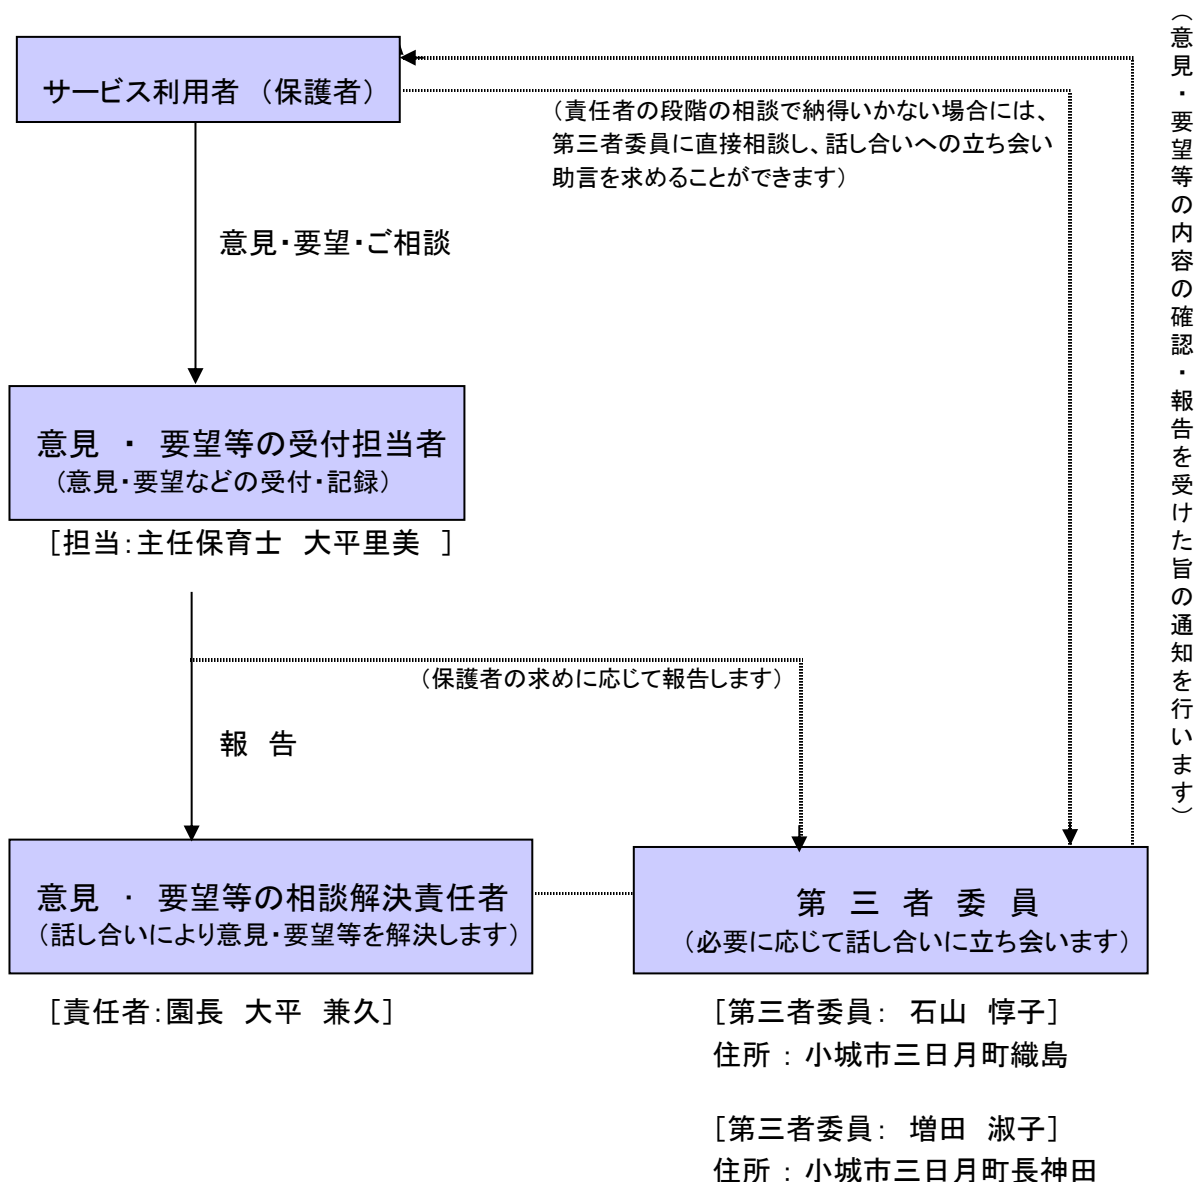 サービス利用者 （保護者）
（責任者の段階の相談で納得いかない場合には、
第三者委員に直接相談し、話し合いへの立ち会い
助言を求めることができます）
（意見・要望等の内容の確認・報告を受けた旨の通知を行います）
意見・要望・ご相談
意見 ・ 要望等の受付担当者
（意見・要望などの受付・記録）
［担当：主任保育士 大平里美 ］
（保護者の求めに応じて報告します）
報 告
意見 ・ 要望等の相談解決責任者
（話し合いにより意見・要望等を解決します）
［責任者：園長 大平 兼久］
第 三 者 委 員
（必要に応じて話し合いに立ち会います）
［第三者委員： 石山 惇子］
住所 ： 小城市三日月町織島
［第三者委員： 増田 淑子］
住所 ： 小城市三日月町長神田